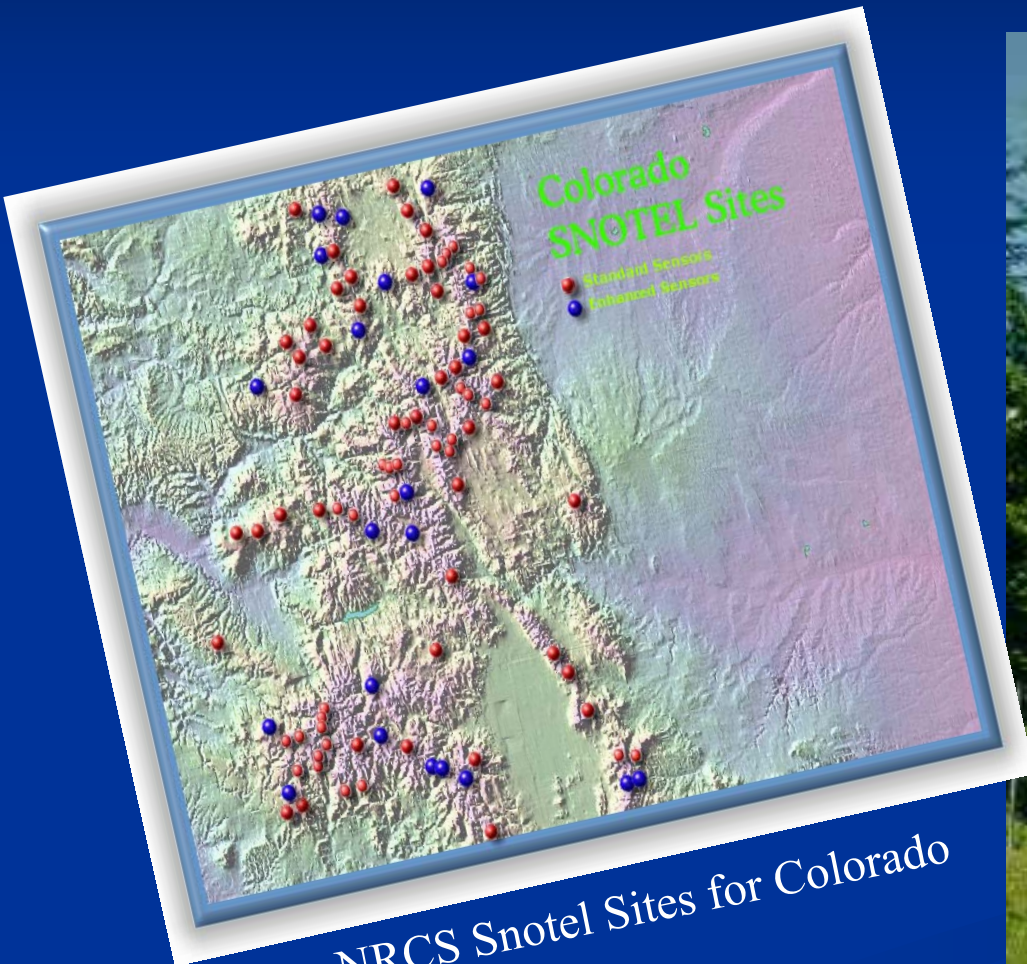 Colorado
SNOTEL Sites
Standard Sensors
Enhanced Sensors
NRCS Snotel Sites for Colorado